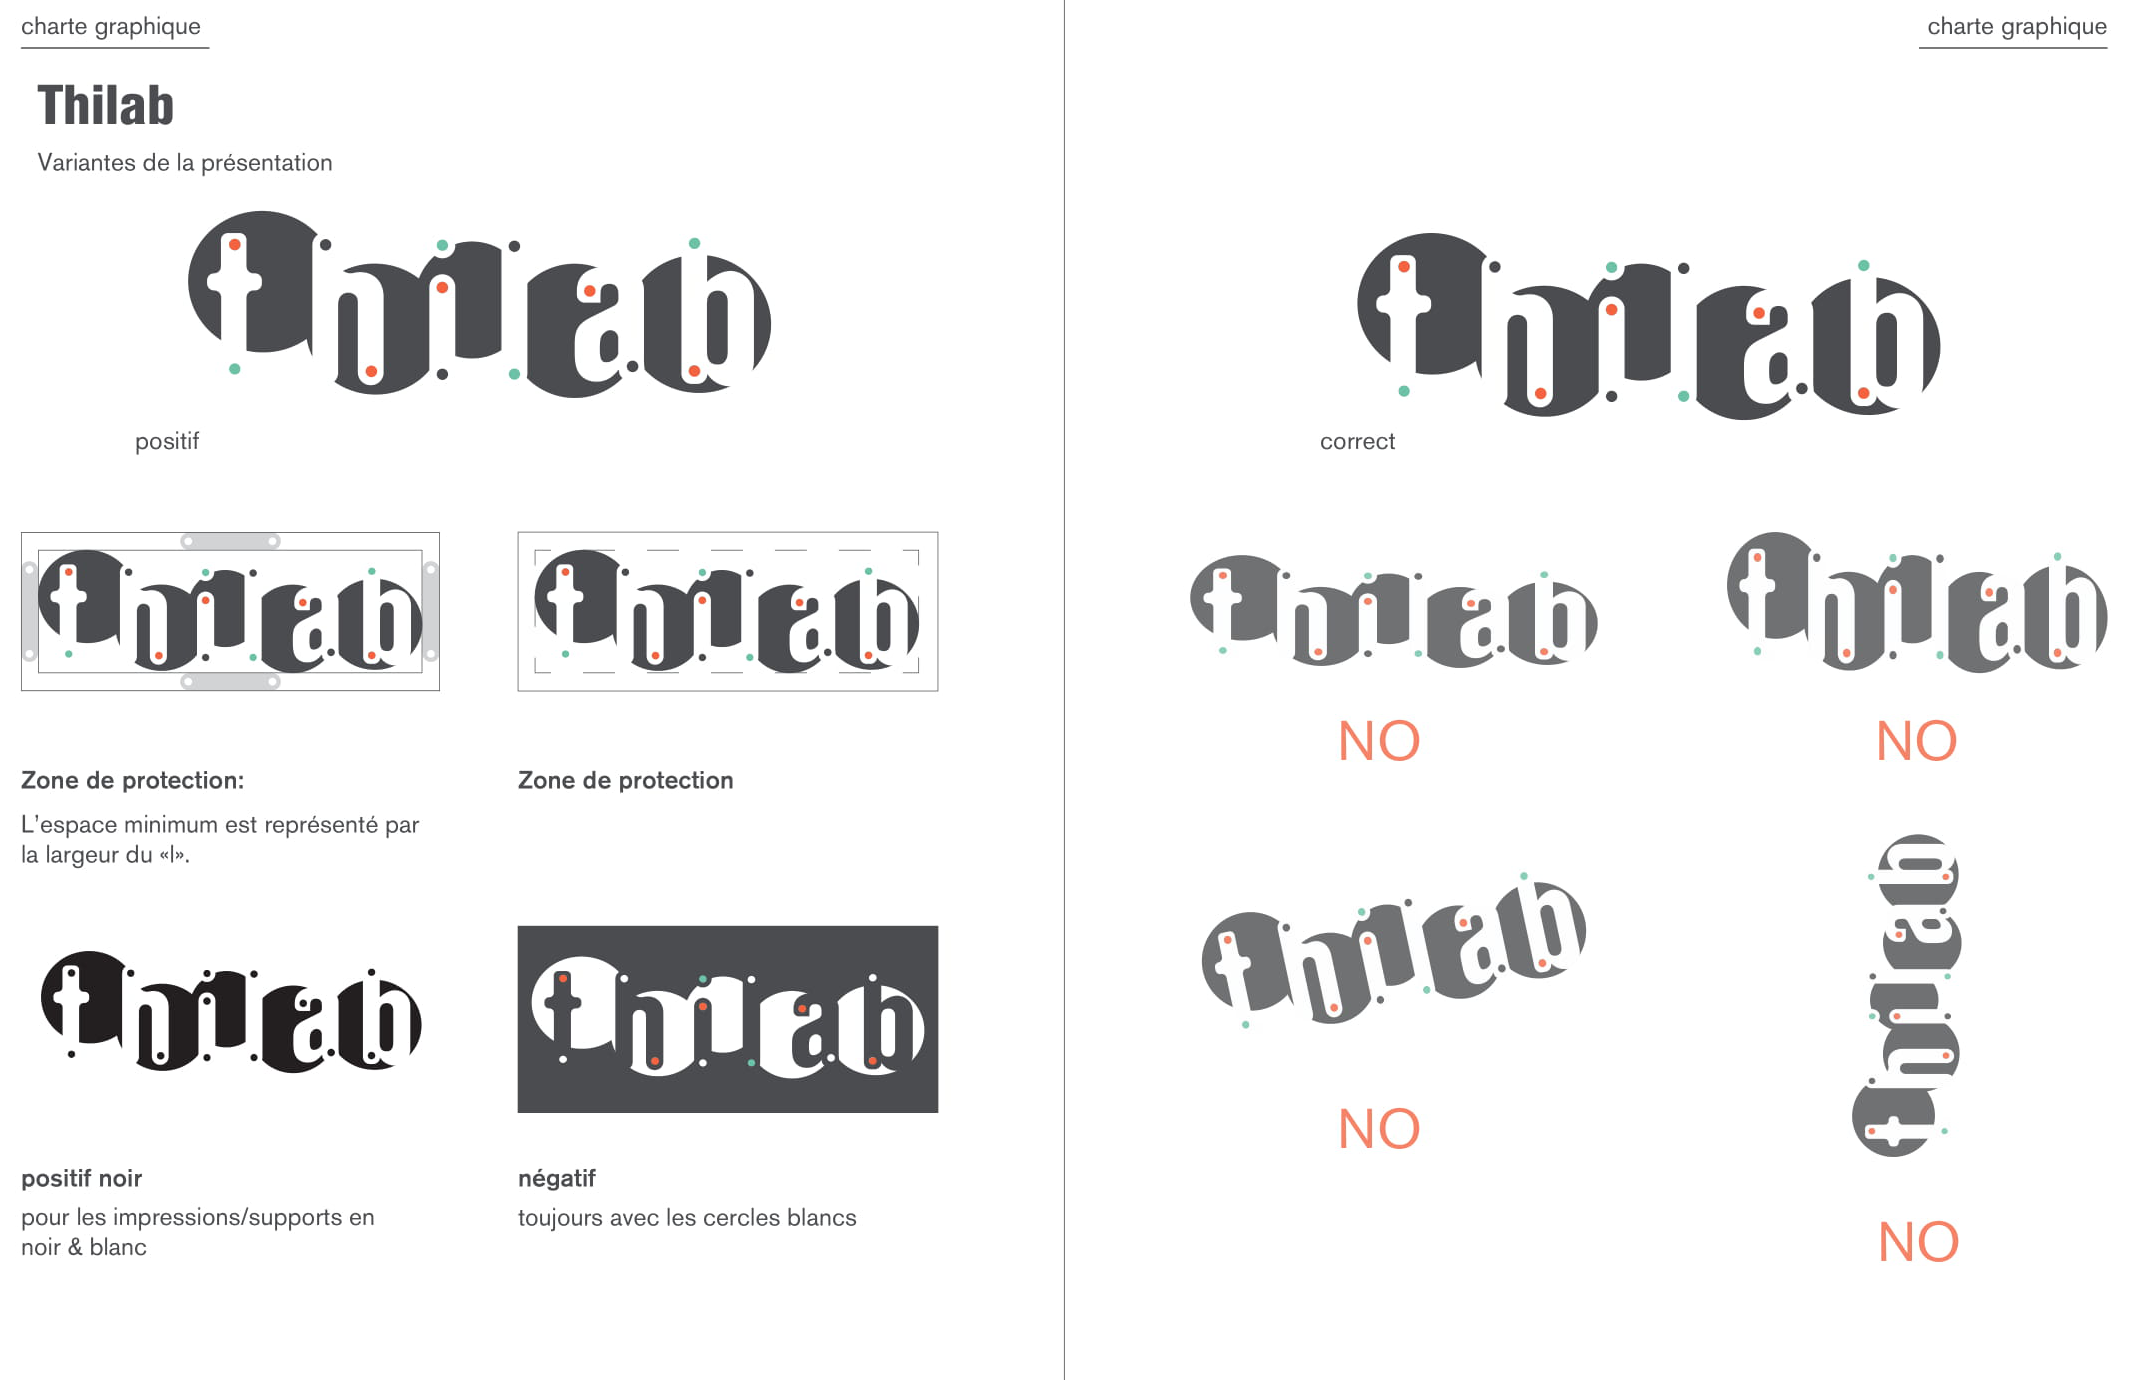 charte graphique
Thilab
Variantes de la présentation
thilab
positif
thilab
thilab
Zone de protection:
L'espace minimum est représenté par
la largeur du «l».
Zone de protection
thilab
thilab
positif noir
pour les impressions/supports en
noir & blanc
négatif
toujours avec les cercles blancs
charte graphique
thilab
correct
thilab
thilab
NO
NO
thilab
thilab
NO
NO